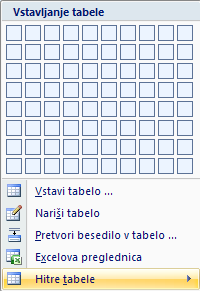 Vstavljanje tabele
Vstavi tabelo ...
Nariši tabelo
Pretvori besedilo v tabelo ...
Excelova preglednica
Hitre tabele